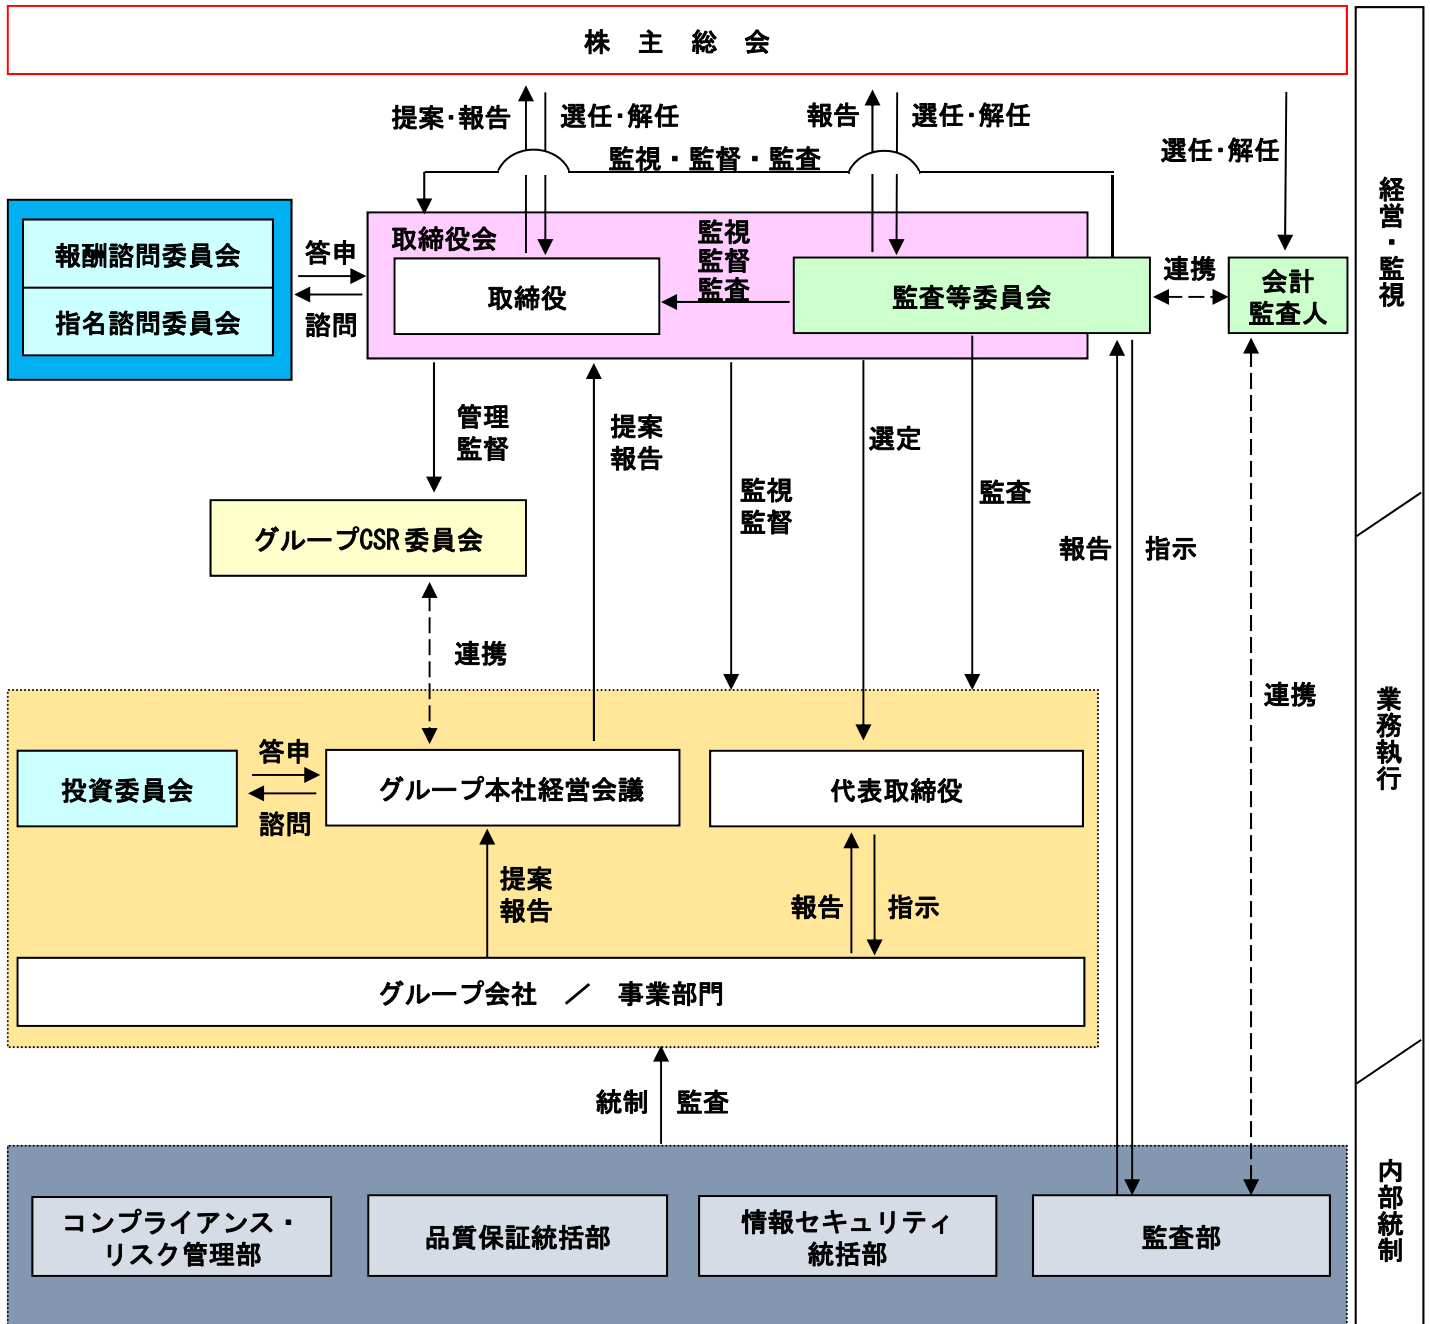 株 主 総 会
提案･報告
選任･解任
報告
選任･解任
選任･解任
監視・監督・監査
取締役会
取締役
監視
監督
監査
監査等委員会
連携
会計
監査人
報酬諮問委員会
指名諮問委員会
答申
諮問
経営・監視
管理
監督
提案
報告
監視
監督
選定
監査
報告
指示
連携
グループCSR委員会
連携
業務執行
投資委員会
答申
諮問
グループ本社経営会議
代表取締役
提案
報告
報告
指示
グループ会社 ／ 事業部門
統制
監査
内部統制
コンプライアンス・
リスク管理部
品質保証統括部
情報セキュリティ
統括部
監査部